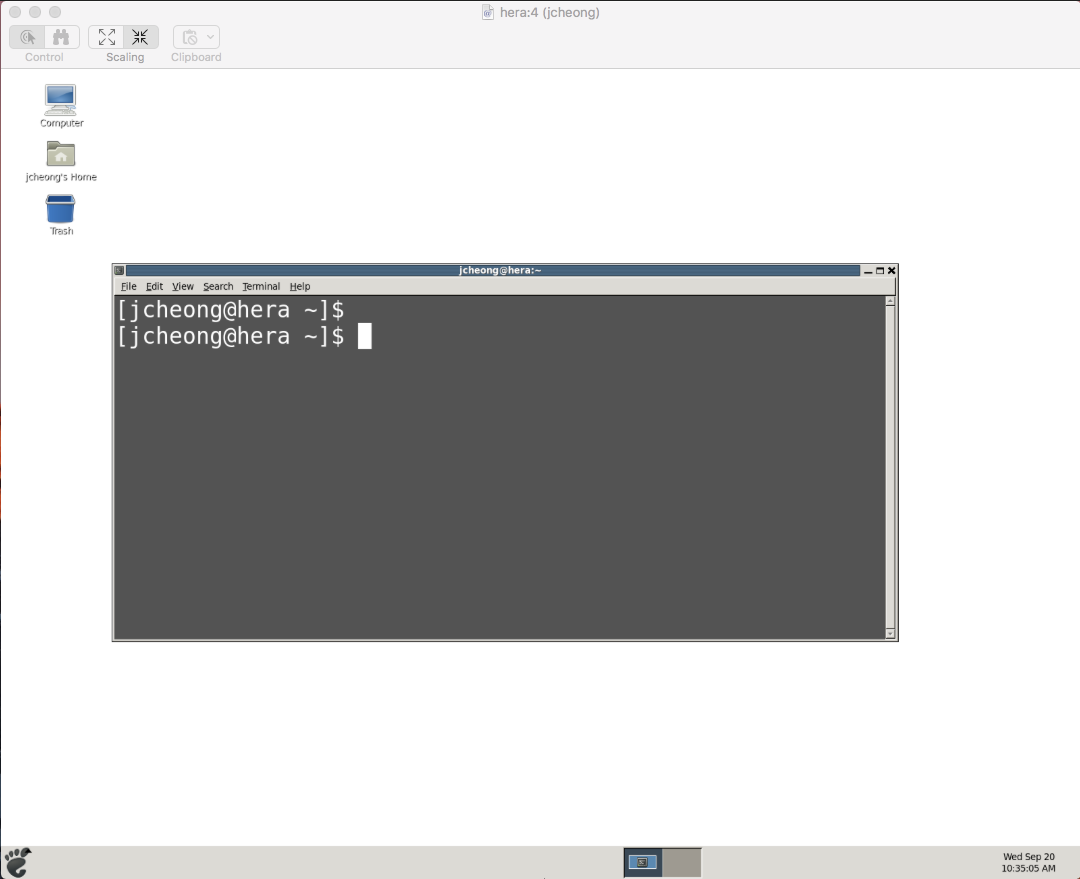 hera:4 (jcheong)
Control
Scaling
Clipboard
Computer
jcheong's Home
Trash
jcheong@hera:~
File Edit View Search Terminal Help
[jcheong@hera ~]$
[jcheong@hera ~]$
Wed Sep 20
10:35:05 AM